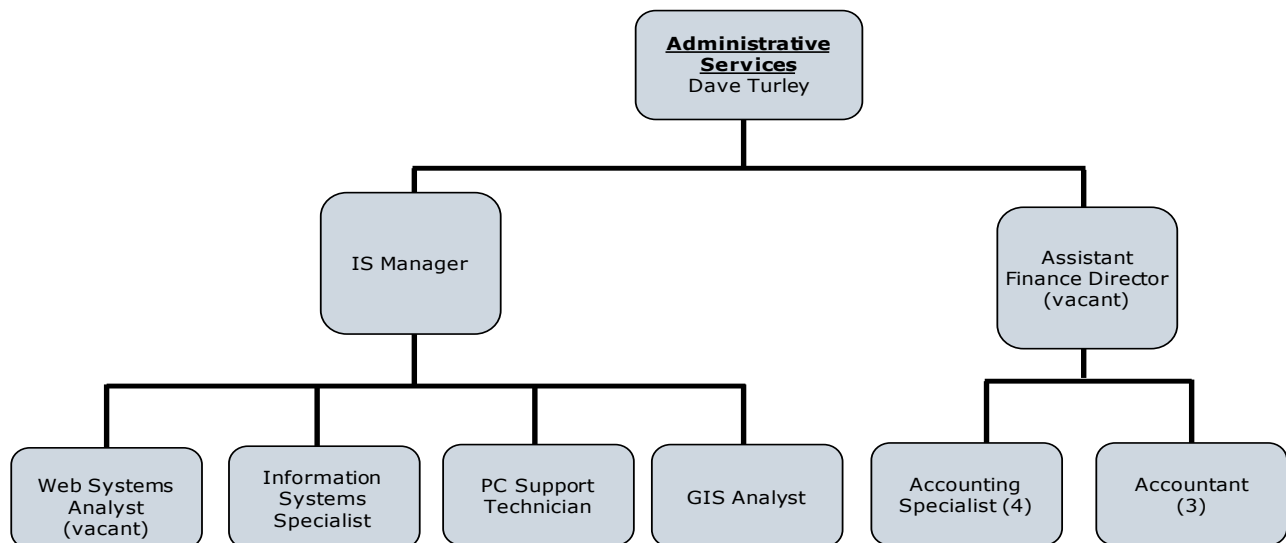 Administrative
Services
Dave Turley
IS Manager
Assistant
Finance Director
(vacant)
Web Systems
Analyst
(vacant)
Information
Systems
Specialist
PC Support
Technician
GIS Analyst
Accounting
Specialist (4)
Accountant
(3)